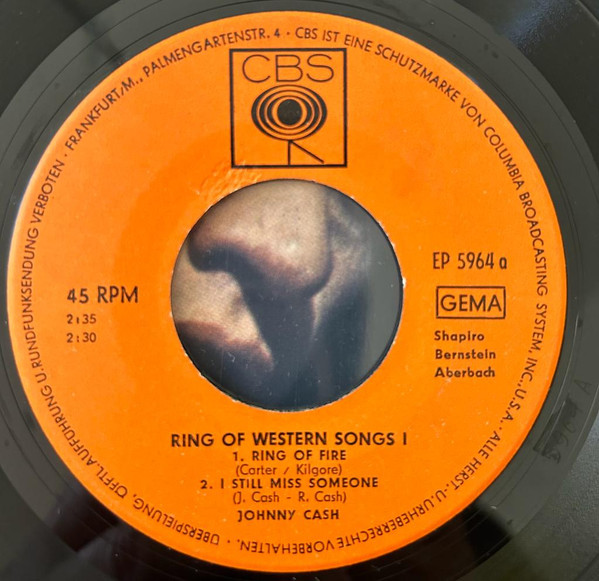 FRANKFURT/M., PALMENGARTENSTR. 4 · CBS IST EINE SCHUTZMARKE VON COLUMBIA BROADCASTING SYSTEM, INC., U.S.A. · ALLE HERST.-U.URHEBERRECHTE VORBEHALTEN. · ÜBERSPIELUNG, ÖFFTL.AUFFÜHRUNG U.RUNDFUNKSENDUNG VERBOTEN ·
CBS
EP 5964 a
45 RPM
GEMA
2:35
2:30
Shapiro
Bernstein
Aberbach
RING OF WESTERN SONGS I
1. RING OF FIRE
(Carter / Kilgore)
2. I STILL MISS SOMEONE
(J. Cash - R. Cash)
JOHNNY CASH